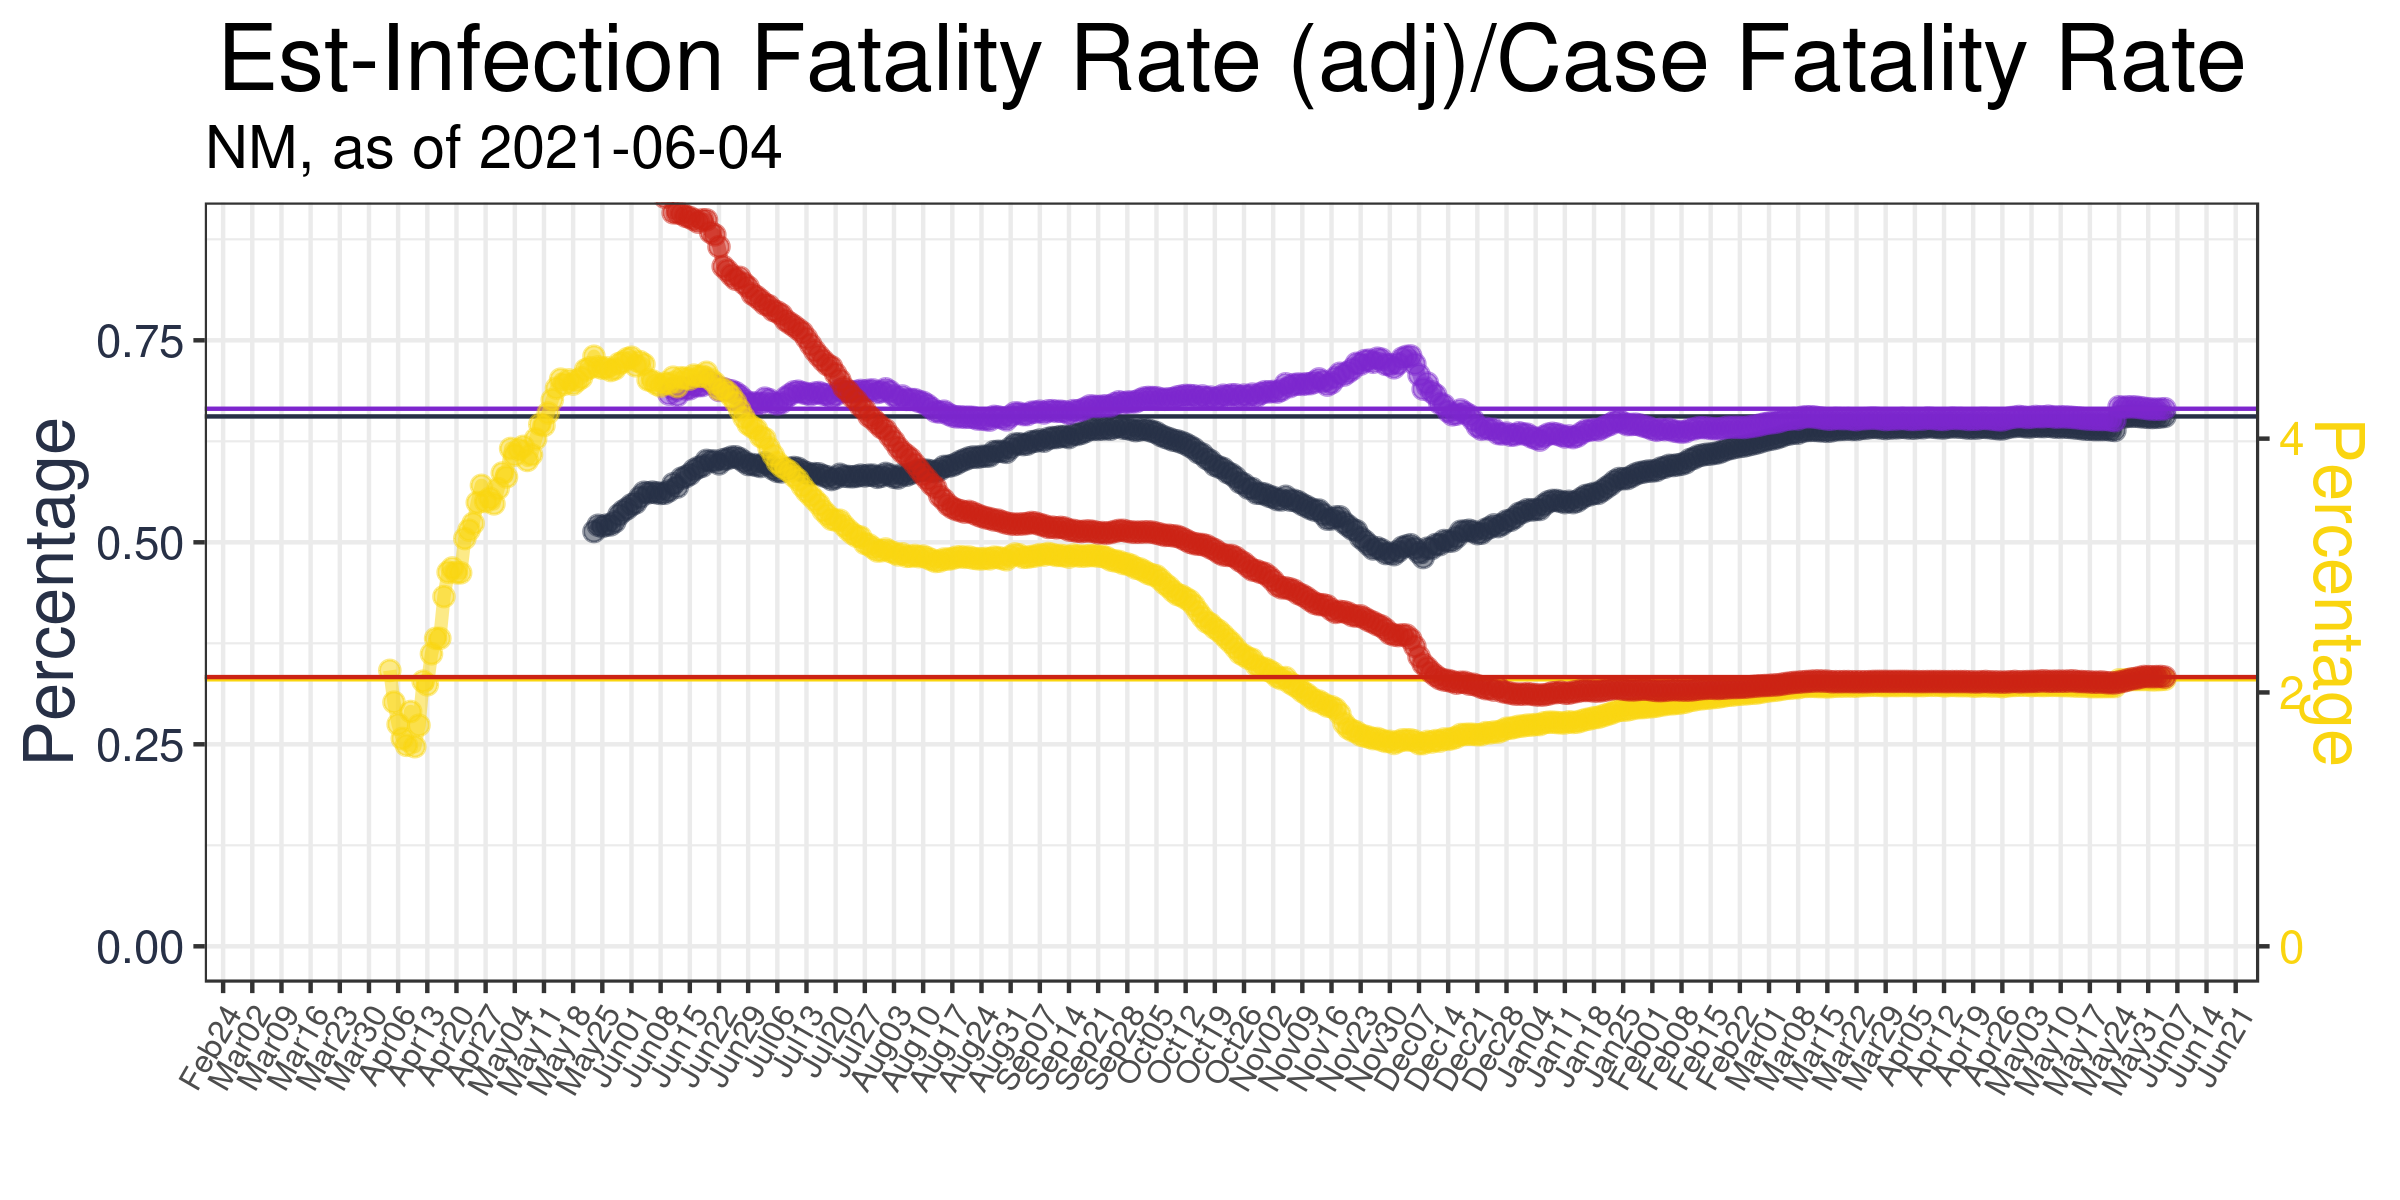 Est-Infection Fatality Rate (adj)/Case Fatality Rate
NM, as of 2021-06-04
Percentage
0.75
0.50
0.25
0.00
4
2
0
Percentage
Feb24
Mar02
Mar09
Mar16
Mar23
Mar30
Apr06
Apr13
Apr20
Apr27
May04
May11
May18
May25
Jun01
Jun08
Jun15
Jun22
Jun29
Jul06
Jul13
Jul20
Jul27
Aug03
Aug10
Aug17
Aug24
Aug31
Sep07
Sep14
Sep21
Sep28
Oct05
Oct12
Oct19
Oct26
Nov02
Nov09
Nov16
Nov23
Nov30
Dec07
Dec14
Dec21
Dec28
Jan04
Jan11
Jan18
Jan25
Feb01
Feb08
Feb15
Feb22
Mar01
Mar08
Mar15
Mar22
Mar29
Apr05
Apr12
Apr19
Apr26
May03
May10
May17
May24
May31
Jun07
Jun14
Jun21